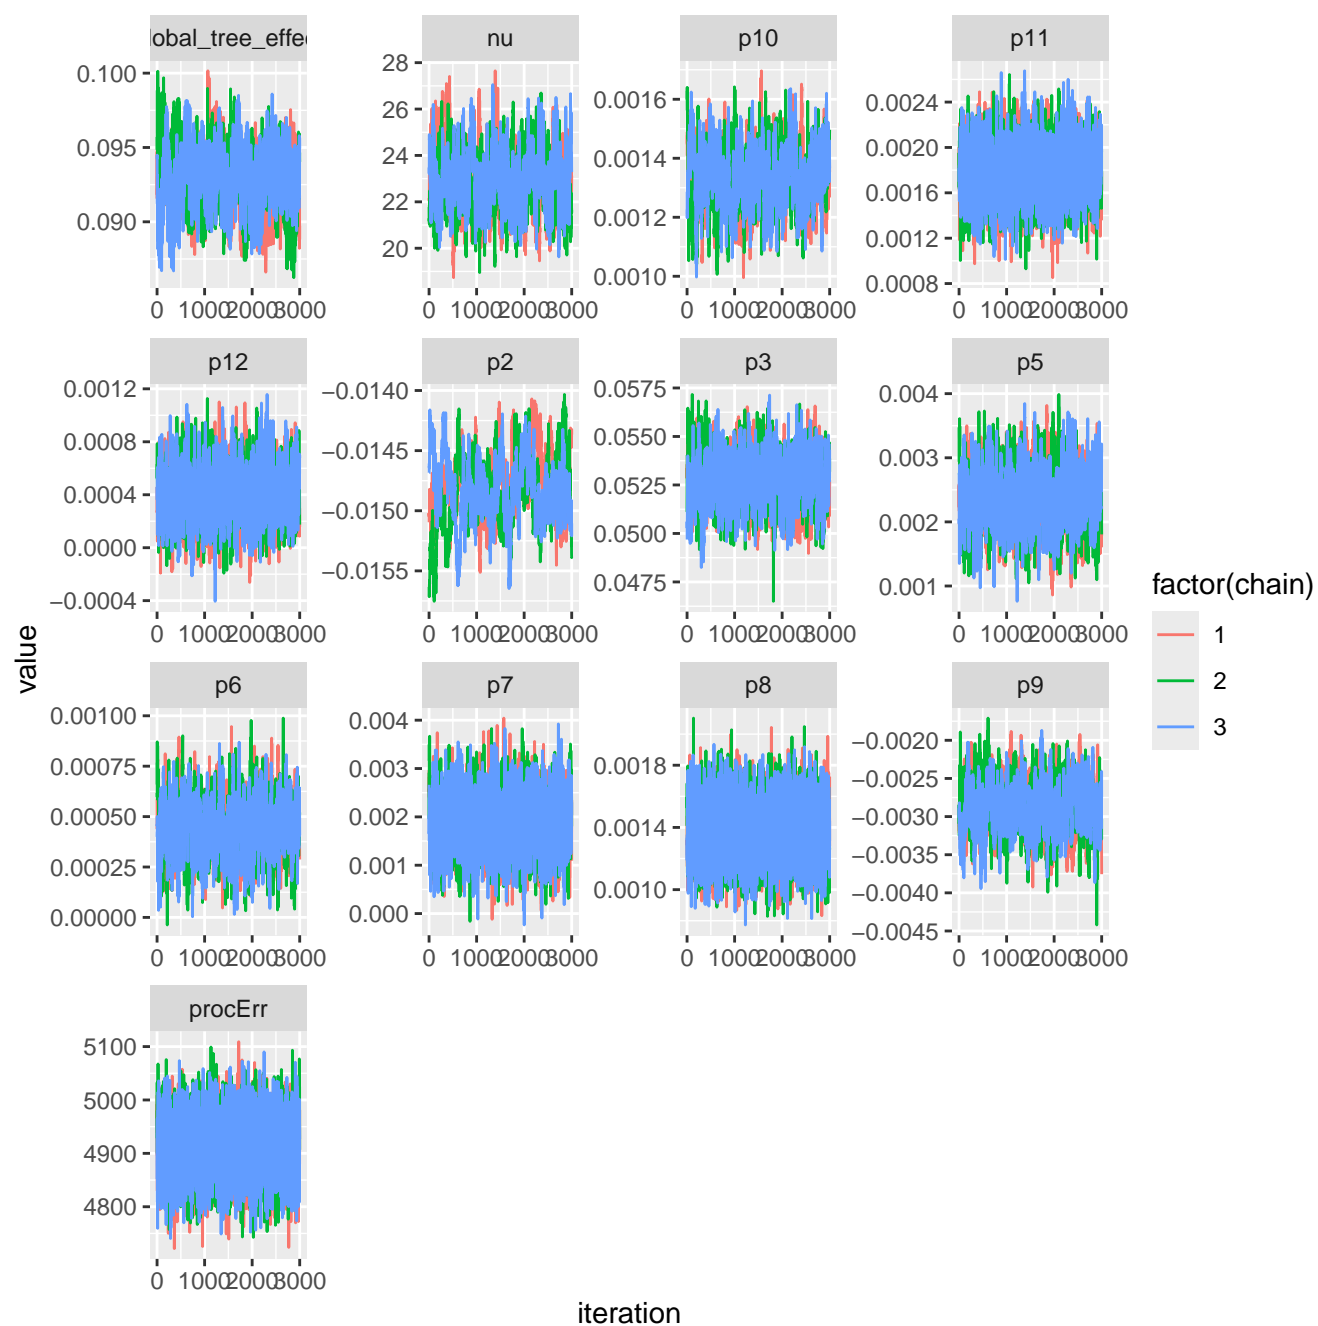 lobal_tree_effec nu p10 p11
0.100 0.095 0.090
28 26 24 22 20
0.0016 0.0014 0.0012 0.0010
0.0024 0.0020 0.0016 0.0012 0.0008
0 1000 2000 3000 0 1000 2000 3000 0 1000 2000 3000 0 1000 2000 3000
p12 p2 p3 p5
0.0012 0.0008 0.0004 0.0000 −0.0004
−0.0140 −0.0145 −0.0150 −0.0155
0.0575 0.0550 0.0525 0.0500 0.0475
0.004 0.003 0.002 0.001
0 1000 2000 3000 0 1000 2000 3000 0 1000 2000 3000 0 1000 2000 3000
p6 p7 p8 p9
0.00100 0.00075 0.00050 0.00025 0.00000
0.004 0.003 0.002 0.001 0.000
0.0018 0.0014 0.0010
−0.0020 −0.0025 −0.0030 −0.0035 −0.0040 −0.0045
0 1000 2000 3000 0 1000 2000 3000 0 1000 2000 3000 0 1000 2000 3000
procErr
5100 5000 4900 4800
0 1000 2000 3000
value
iteration
factor(chain)
1
2
3